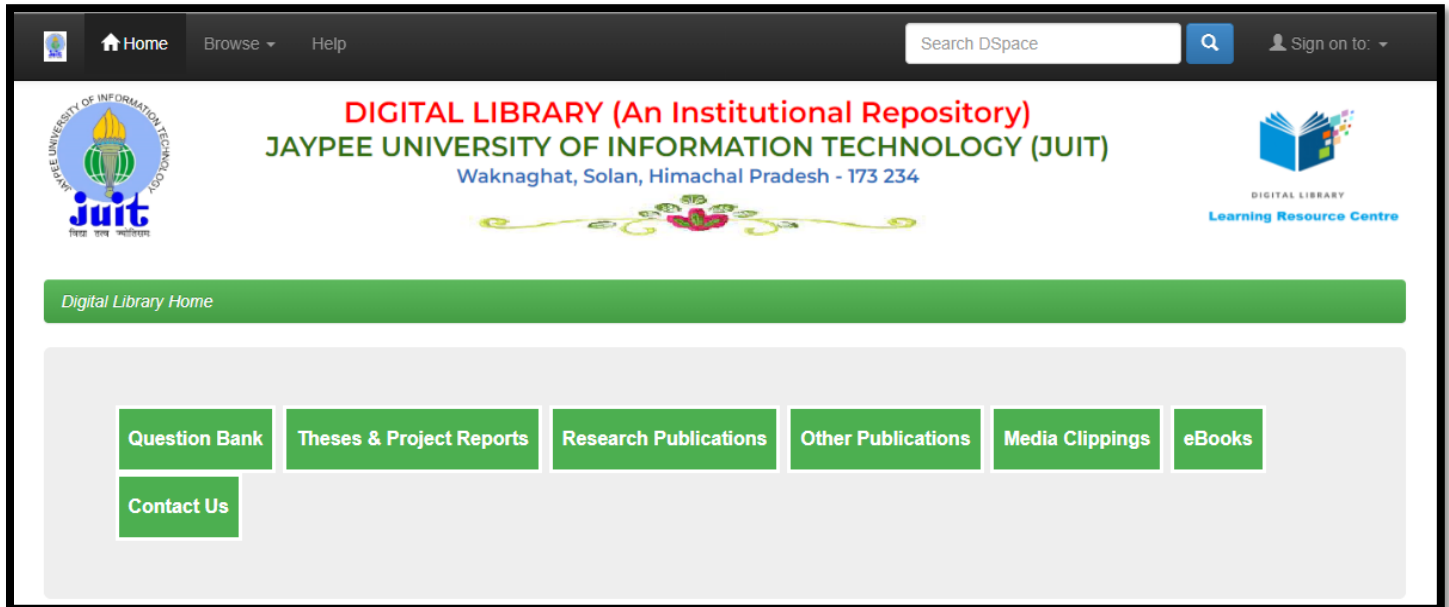 Home Browse Help Search DSpace Sign on to:
JAYPEE UNIVERSITY OF INFORMATION TECHNOLOGY
juit
विद्या तत्व ज्योतिसमः
DIGITAL LIBRARY (An Institutional Repository)
JAYPEE UNIVERSITY OF INFORMATION TECHNOLOGY (JUIT)
Waknaghat, Solan, Himachal Pradesh - 173 234
DIGITAL LIBRARY
Learning Resource Centre
Digital Library Home
Question Bank Theses & Project Reports Research Publications Other Publications Media Clippings eBooks
Contact Us